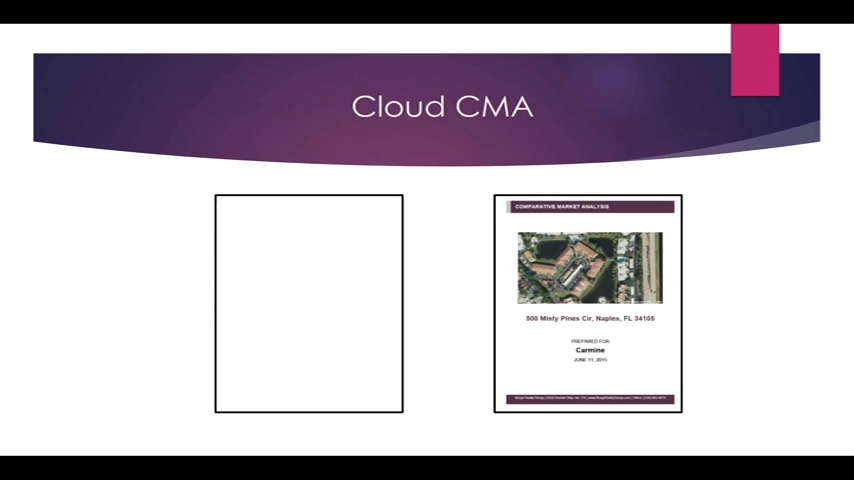 Cloud CMA
COMPARATIVE MARKET ANALYSIS
500 Misty Pines Cir, Naples, FL 34105
PREPARED FOR
Carmine
JUNE 11, 2015